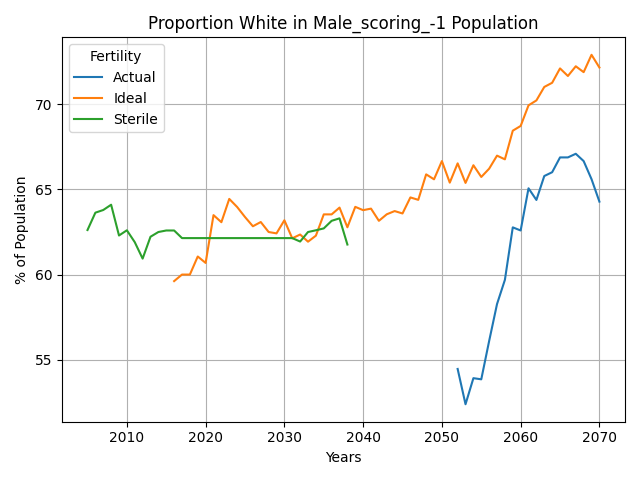 Proportion White in Male_scoring_-1 Population
Fertility
Actual
Ideal
Sterile
% of Population
70
65
60
55
2010 2020 2030 2040 2050 2060 2070
Years